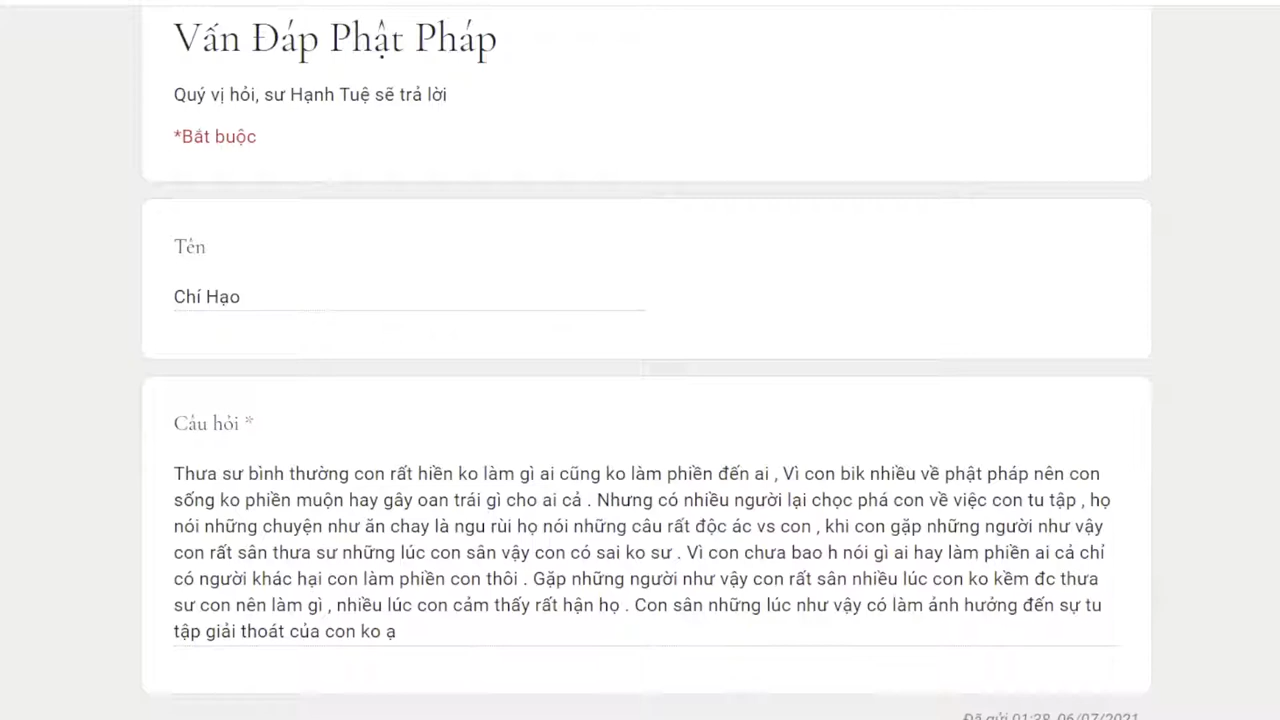 Vấn Đáp Phật Pháp
Quý vị hỏi, sư Hạnh Tuệ sẽ trả lời
*Bắt buộc
Tên
Chí Hạo
Câu hỏi *
Thưa sư bình thường con rất hiền ko làm gì ai cũng ko làm phiền đến ai , Vì con bik nhiều về phật pháp nên con
sống ko phiền muộn hay gây oan trái gì cho ai cả . Nhưng có nhiều người lại chọc phá con về việc con tu tập , họ
nói những chuyện như ăn chay là ngu rùi họ nói những câu rất độc ác vs con , khi con gặp những người như vây
con rất sân thưa sư những lúc con sân vậy con có sai ko sư . Vì con chưa bao h nói gì ai hay làm phiền ai cả chỉ
có người khác hại con làm phiền con thôi . Gặp những người như vậy con rất sân nhiều lúc con ko kềm đc thưa
sư con nên làm gì , nhiều lúc con cảm thấy rất hận họ . Con sân những lúc như vậy có làm ảnh hưởng đến sự tu
tập giải thoát của con ko ạ
Đã gửi 01:38, 06/07/2021